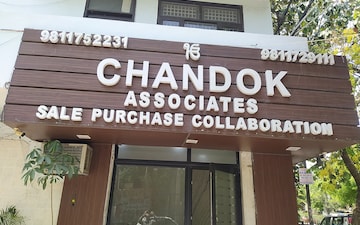 9811752231 ੴ 9811729111
CHANDOK
ASSOCIATES
SALE PURCHASE COLLABORATION